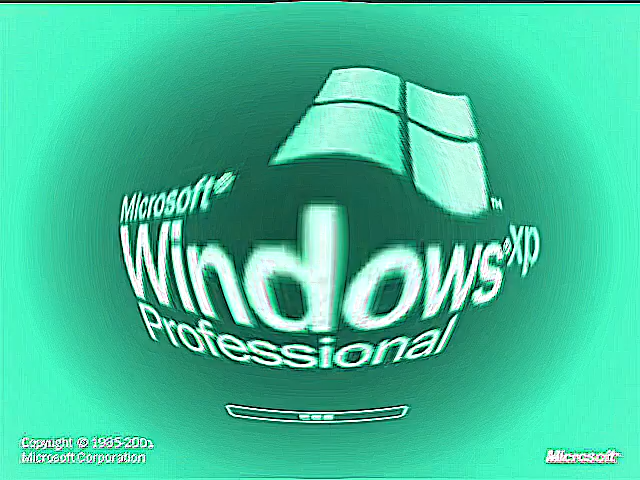 Microsoft®
Windows® xp
Professional
Copyright © 1985-2001
Microsoft Corporation
Microsoft